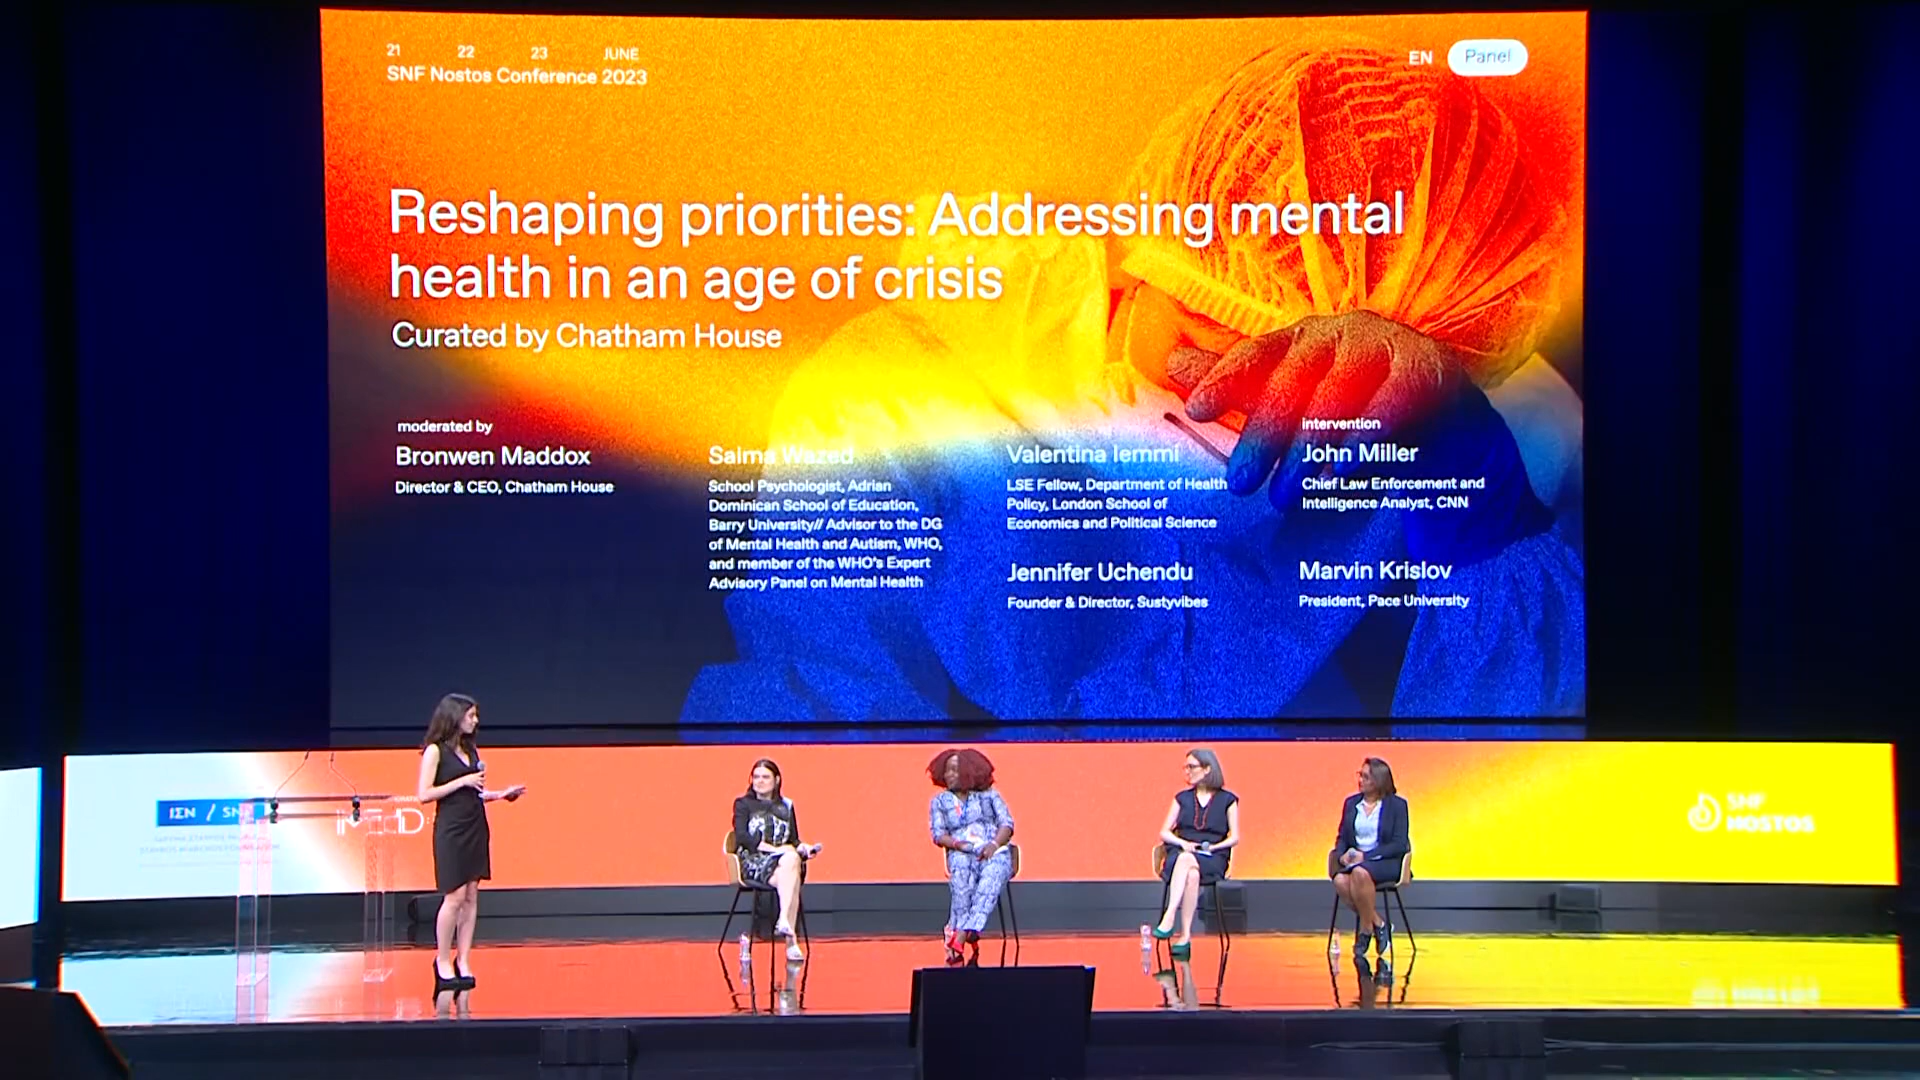 21 22 23 JUNE
SNF Nostos Conference 2023
EN Panel
Reshaping priorities: Addressing mental
health in an age of crisis
Curated by Chatham House
moderated by
Bronwen Maddox
Director & CEO, Chatham House
Salma Wazed
School Psychologist, Adrian
Dominican School of Education,
Barry University// Advisor to the DG
of Mental Health and Autism, WHO,
and member of the WHO's Expert
Advisory Panel on Mental Health
Valentina Iemmi
LSE Fellow, Department of Health
Policy, London School of
Economics and Political Science
Jennifer Uchendu
Founder & Director, Sustyvibes
intervention
John Miller
Chief Law Enforcement and
Intelligence Analyst, CNN
Marvin Krislov
President, Pace University
ΙΣΝ / SNF
SNF
NOSTOS